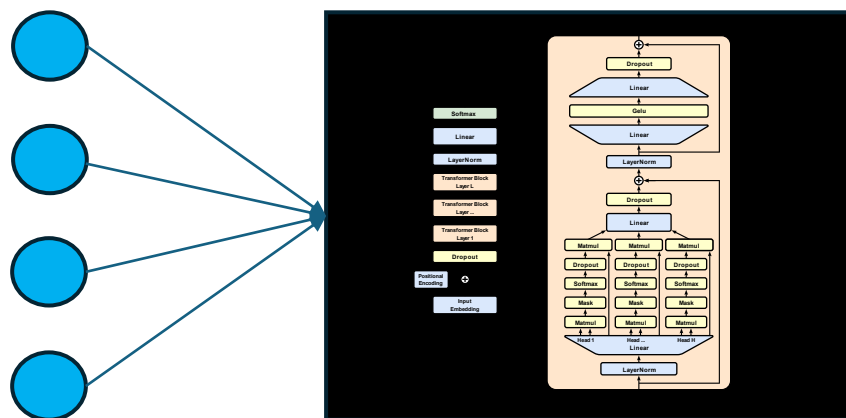 Softmax
Linear
LayerNorm
Transformer Block
Layer L
Transformer Block
Layer ...
Transformer Block
Layer 1
Dropout
Positional
Encoding
Input
Embedding
Dropout
Linear
Gelu
Linear
LayerNorm
Dropout
Linear
Matmul Matmul Matmul
Dropout Dropout Dropout
Softmax Softmax Softmax
Mask Mask Mask
Matmul Matmul Matmul
Head 1 Head ... Head H
Linear
LayerNorm